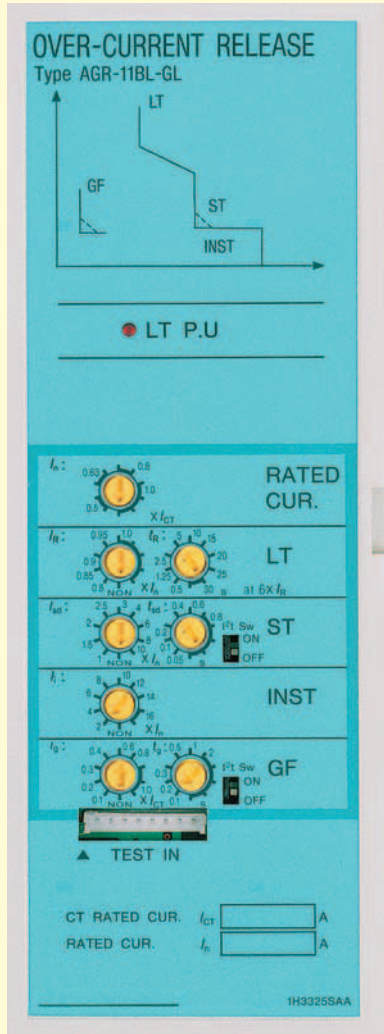 OVER-CURRENT RELEASE
Type AGR-11BL-GL
LT
GF
ST
INST
LT P.U
In :
0.5 0.63 0.8 1.0
X ICT
RATED
CUR.
IR :
0.8 0.85 0.9 0.95 1.0 NON
X In
tR :
0.5 1.25 2.5 5 10 15 20 25 30 S
at 6X IR
LT
Isd :
1 1.5 2 2.5 3 4 6 8 10 NON
X In
tsd :
0.05 0.1 0.2 0.4 0.6 0.8 S
I²t Sw
ON
OFF
ST
Ii :
2 4 6 8 10 12 14 16 NON
X In
INST
Ig :
0.1 0.2 0.3 0.4 0.6 0.8 1.0 NON
X ICT
tg :
0.1 0.2 0.3 0.5 1 2 S
I²t Sw
ON
OFF
GF
▲ TEST IN
CT RATED CUR. ICT A
RATED CUR. In A
1H3325SAA